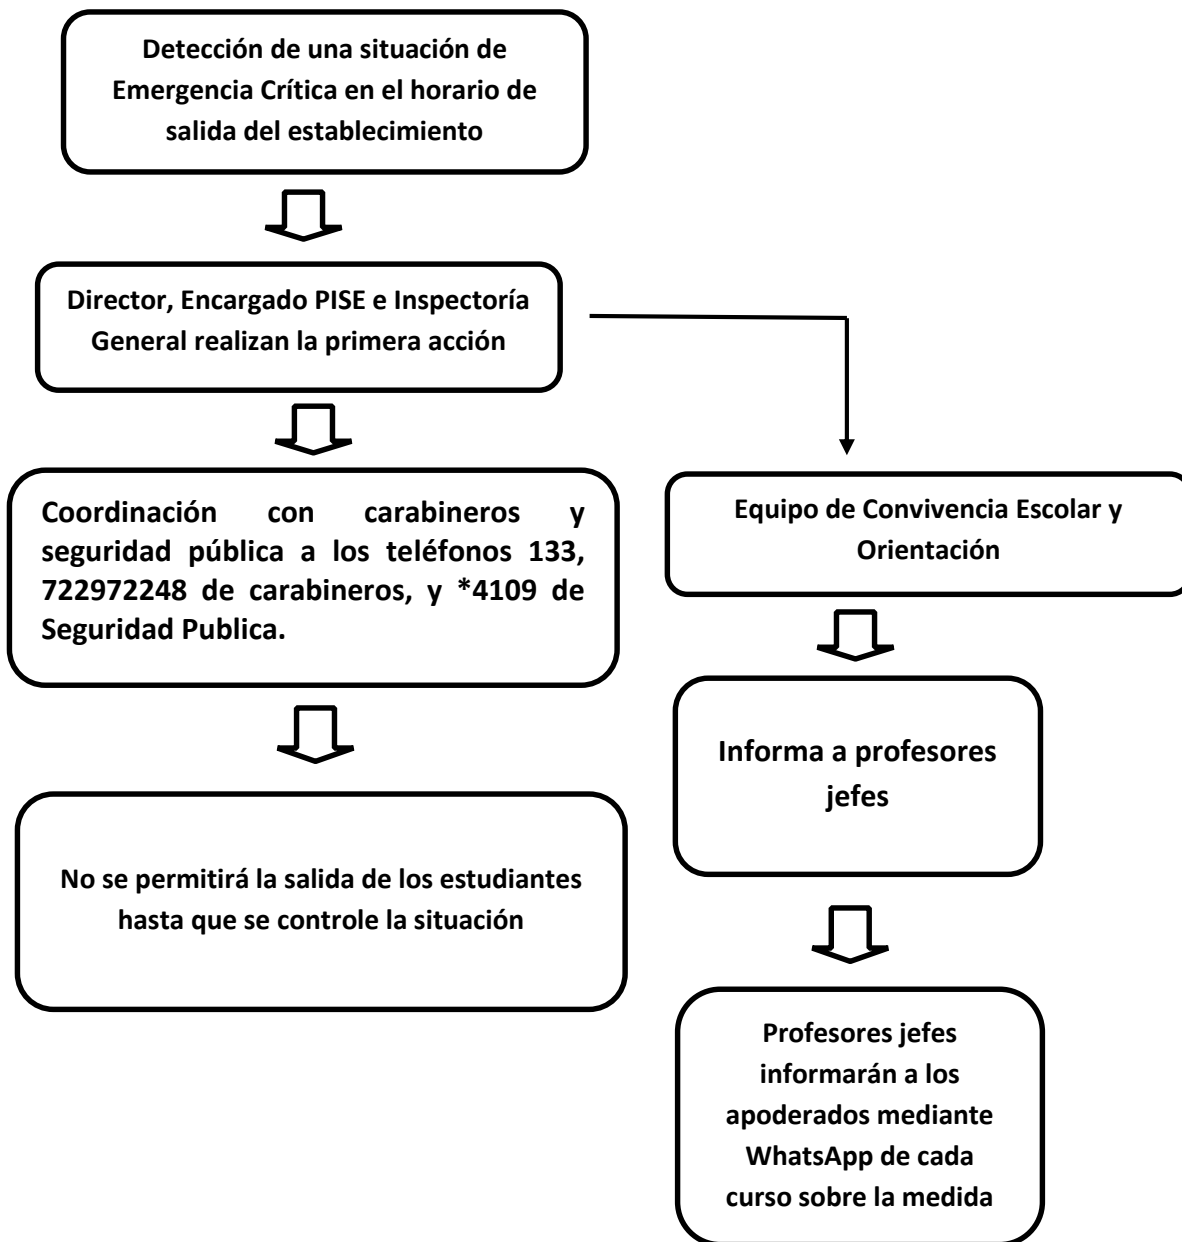 Detección de una situación de
Emergencia Crítica en el horario de
salida del establecimiento
Director, Encargado PISE e Inspectoría
General realizan la primera acción
Coordinación con carabineros y
seguridad pública a los teléfonos 133,
722972248 de carabineros, y *4109 de
Seguridad Publica.
No se permitirá la salida de los estudiantes
hasta que se controle la situación
Equipo de Convivencia Escolar y
Orientación
Informa a profesores
jefes
Profesores jefes
informarán a los
apoderados mediante
WhatsApp de cada
curso sobre la medida